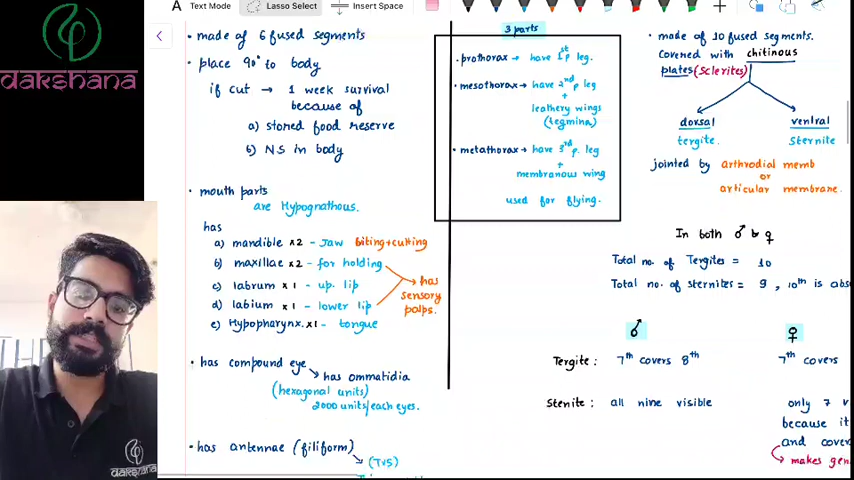 Text Mode
Lasso Select
Insert Space
dakshana
• made of 6 fused segments
• place 90° to body
if cut → 1 week survival
because of
a) stored food reserve
b) NS in body
• mouth parts
are Hypognathous.
has
a) mandible x2 - Jaw biting+cutting
b) maxillae x2 - for holding
c) labrum x1 - up. lip
d) labium x1 - lower lip
e) Hypopharynx. x1 - tongue
→ has
sensory
palps.
• has compound eye
has ommatidia
(hexagonal units)
2000 units/each eyes.
• has antennae (filiform)
3 parts
• prothorax → have 1st p leg.
• mesothorax → have 2nd p leg
+
leathery wings
(tegmina)
• metathorax → have 3rd p. leg
+
membranous wing
used for flying.
• made of 10 fused segments.
Covered with chitinous
plates (Sclerites)
dorsal
tergite.
ventral
Sternite
jointed by arthrodial memb
or
articular membrane.
In both ♂ & ♀
Total no. of Tergites = 10
Total no. of sternites = 9, 10th is abs
♂
♀
Tergite: 7th covers 8th
7th covers
Stenite: all nine visible
only 7 v
because it
and cover
makes gen
dakshana